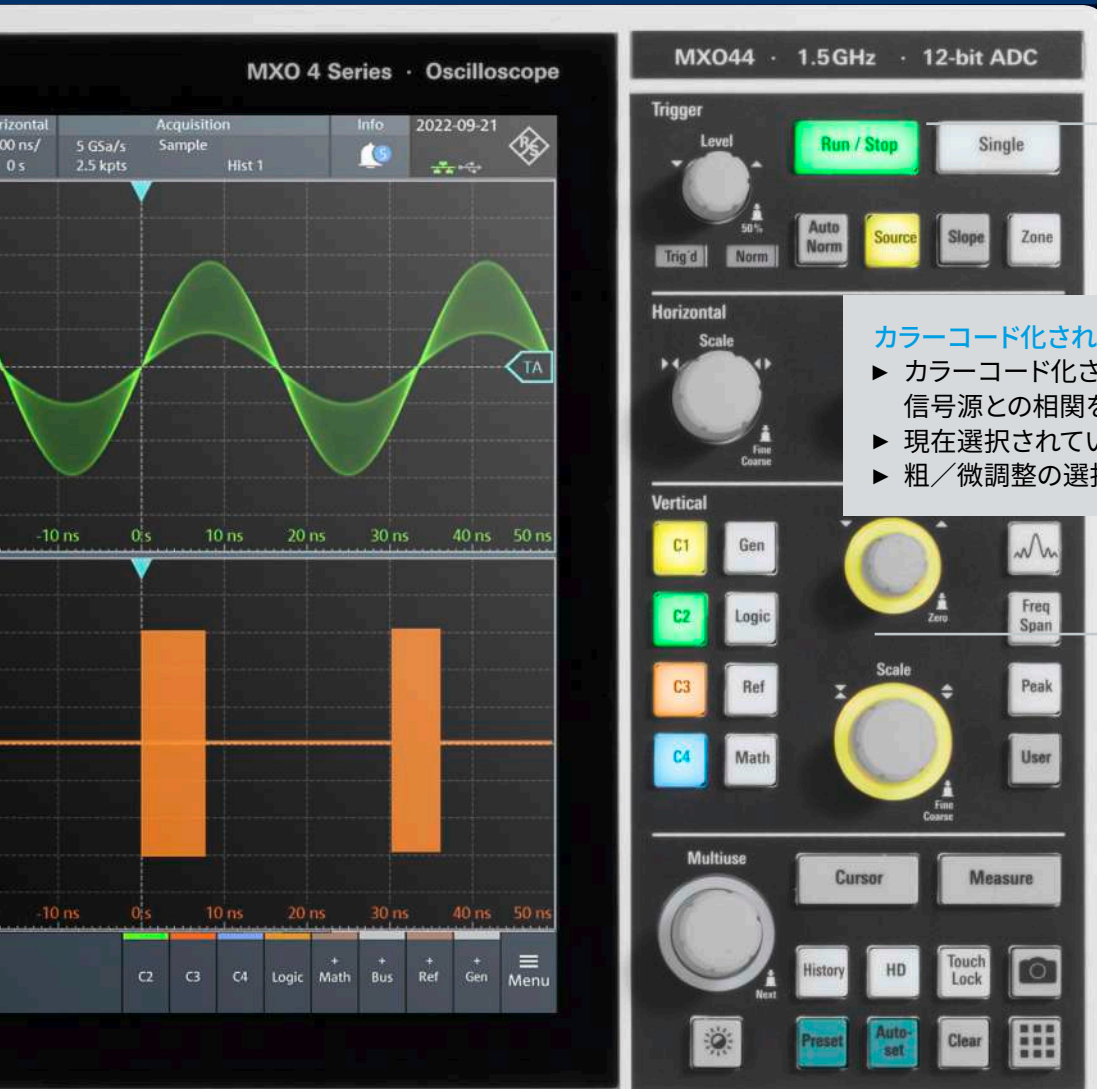 MXO 4 Series · Oscilloscope
Acquisition
Info
2022-09-21
5 GSa/s
Sample
0 s
2.5 kpts
Hist 1
TA
-10 ns
0 s
10 ns
20 ns
30 ns
40 ns
50 ns
-10 ns
0 s
10 ns
20 ns
30 ns
40 ns
50 ns
C2
C3
C4
Logic
+
Math
+
Bus
+
Ref
+
Gen
Menu
MXO44 · 1.5GHz · 12-bit ADC
Trigger
Level
Run / Stop
Single
50%
Trig'd
Norm
Auto
Norm
Source
Slope
Zone
Horizontal
Scale
Fine
Coarse
カラーコード化され
► カラーコード化さ
信号源との相関を
► 現在選択されてい
► 粗／微調整の選択
Vertical
C1
Gen
C2
Logic
Zero
Freq
Span
C3
Ref
Scale
Peak
C4
Math
User
Fine
Coarse
Multiuse
Cursor
Measure
Next
History
HD
Touch
Lock
Preset
Auto-
set
Clear